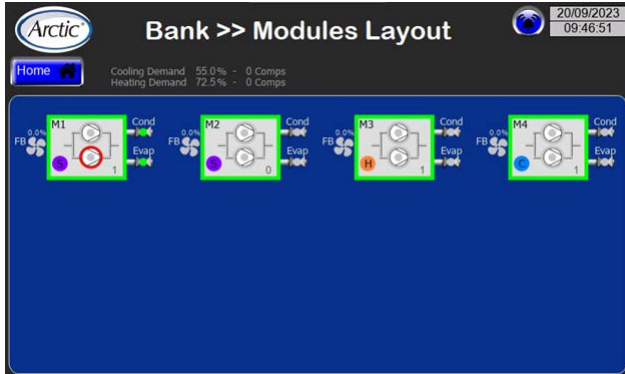 Arctic
Bank >> Modules Layout
20/09/2023
09:46:51
Home
Cooling Demand 55.0% - 0 Comps
Heating Demand 72.5% - 0 Comps
M1 Cond
0.0%
FB
Evap
S 1
M2 Cond
0.0%
FB
Evap
S 0
M3 Cond
0.0%
FB
Evap
H 1
M4 Cond
0.0%
FB
Evap
C 1